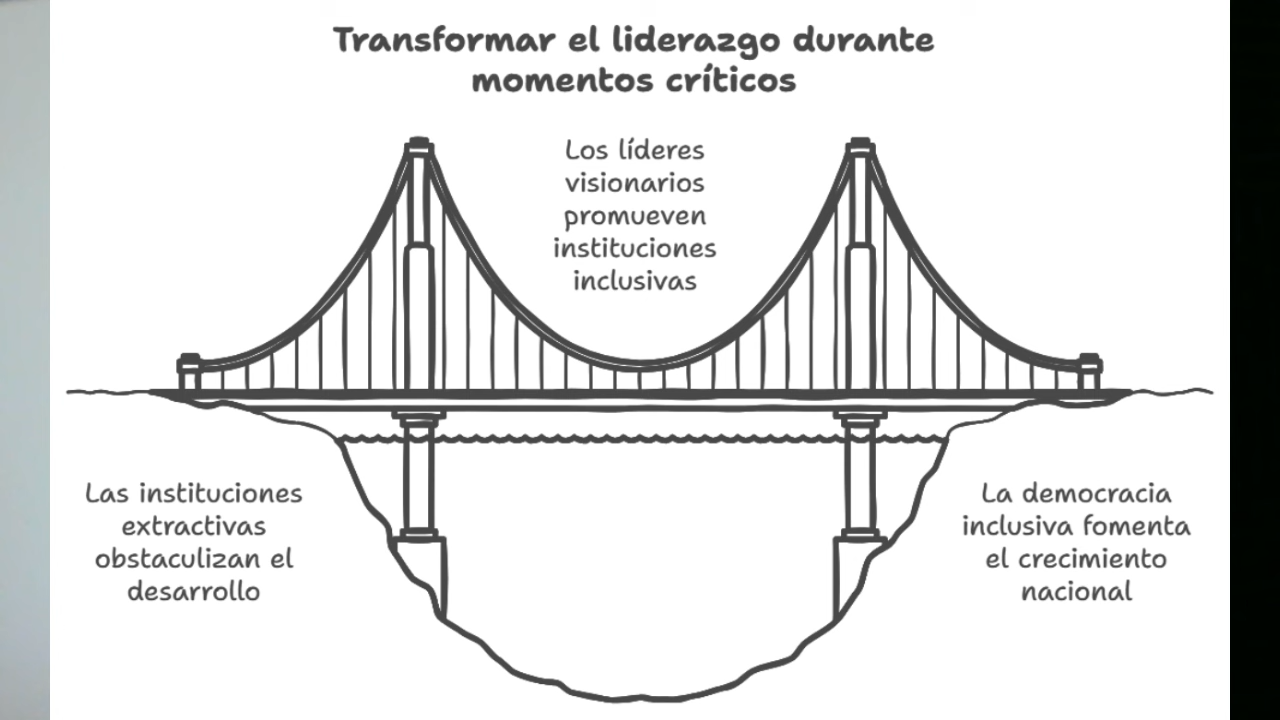 Transformar el liderazgo durante
momentos críticos
Los líderes
visionarios
promueven
instituciones
inclusivas
Las instituciones
extractivas
obstaculizan el
desarrollo
La democracia
inclusiva fomenta
el crecimiento
nacional